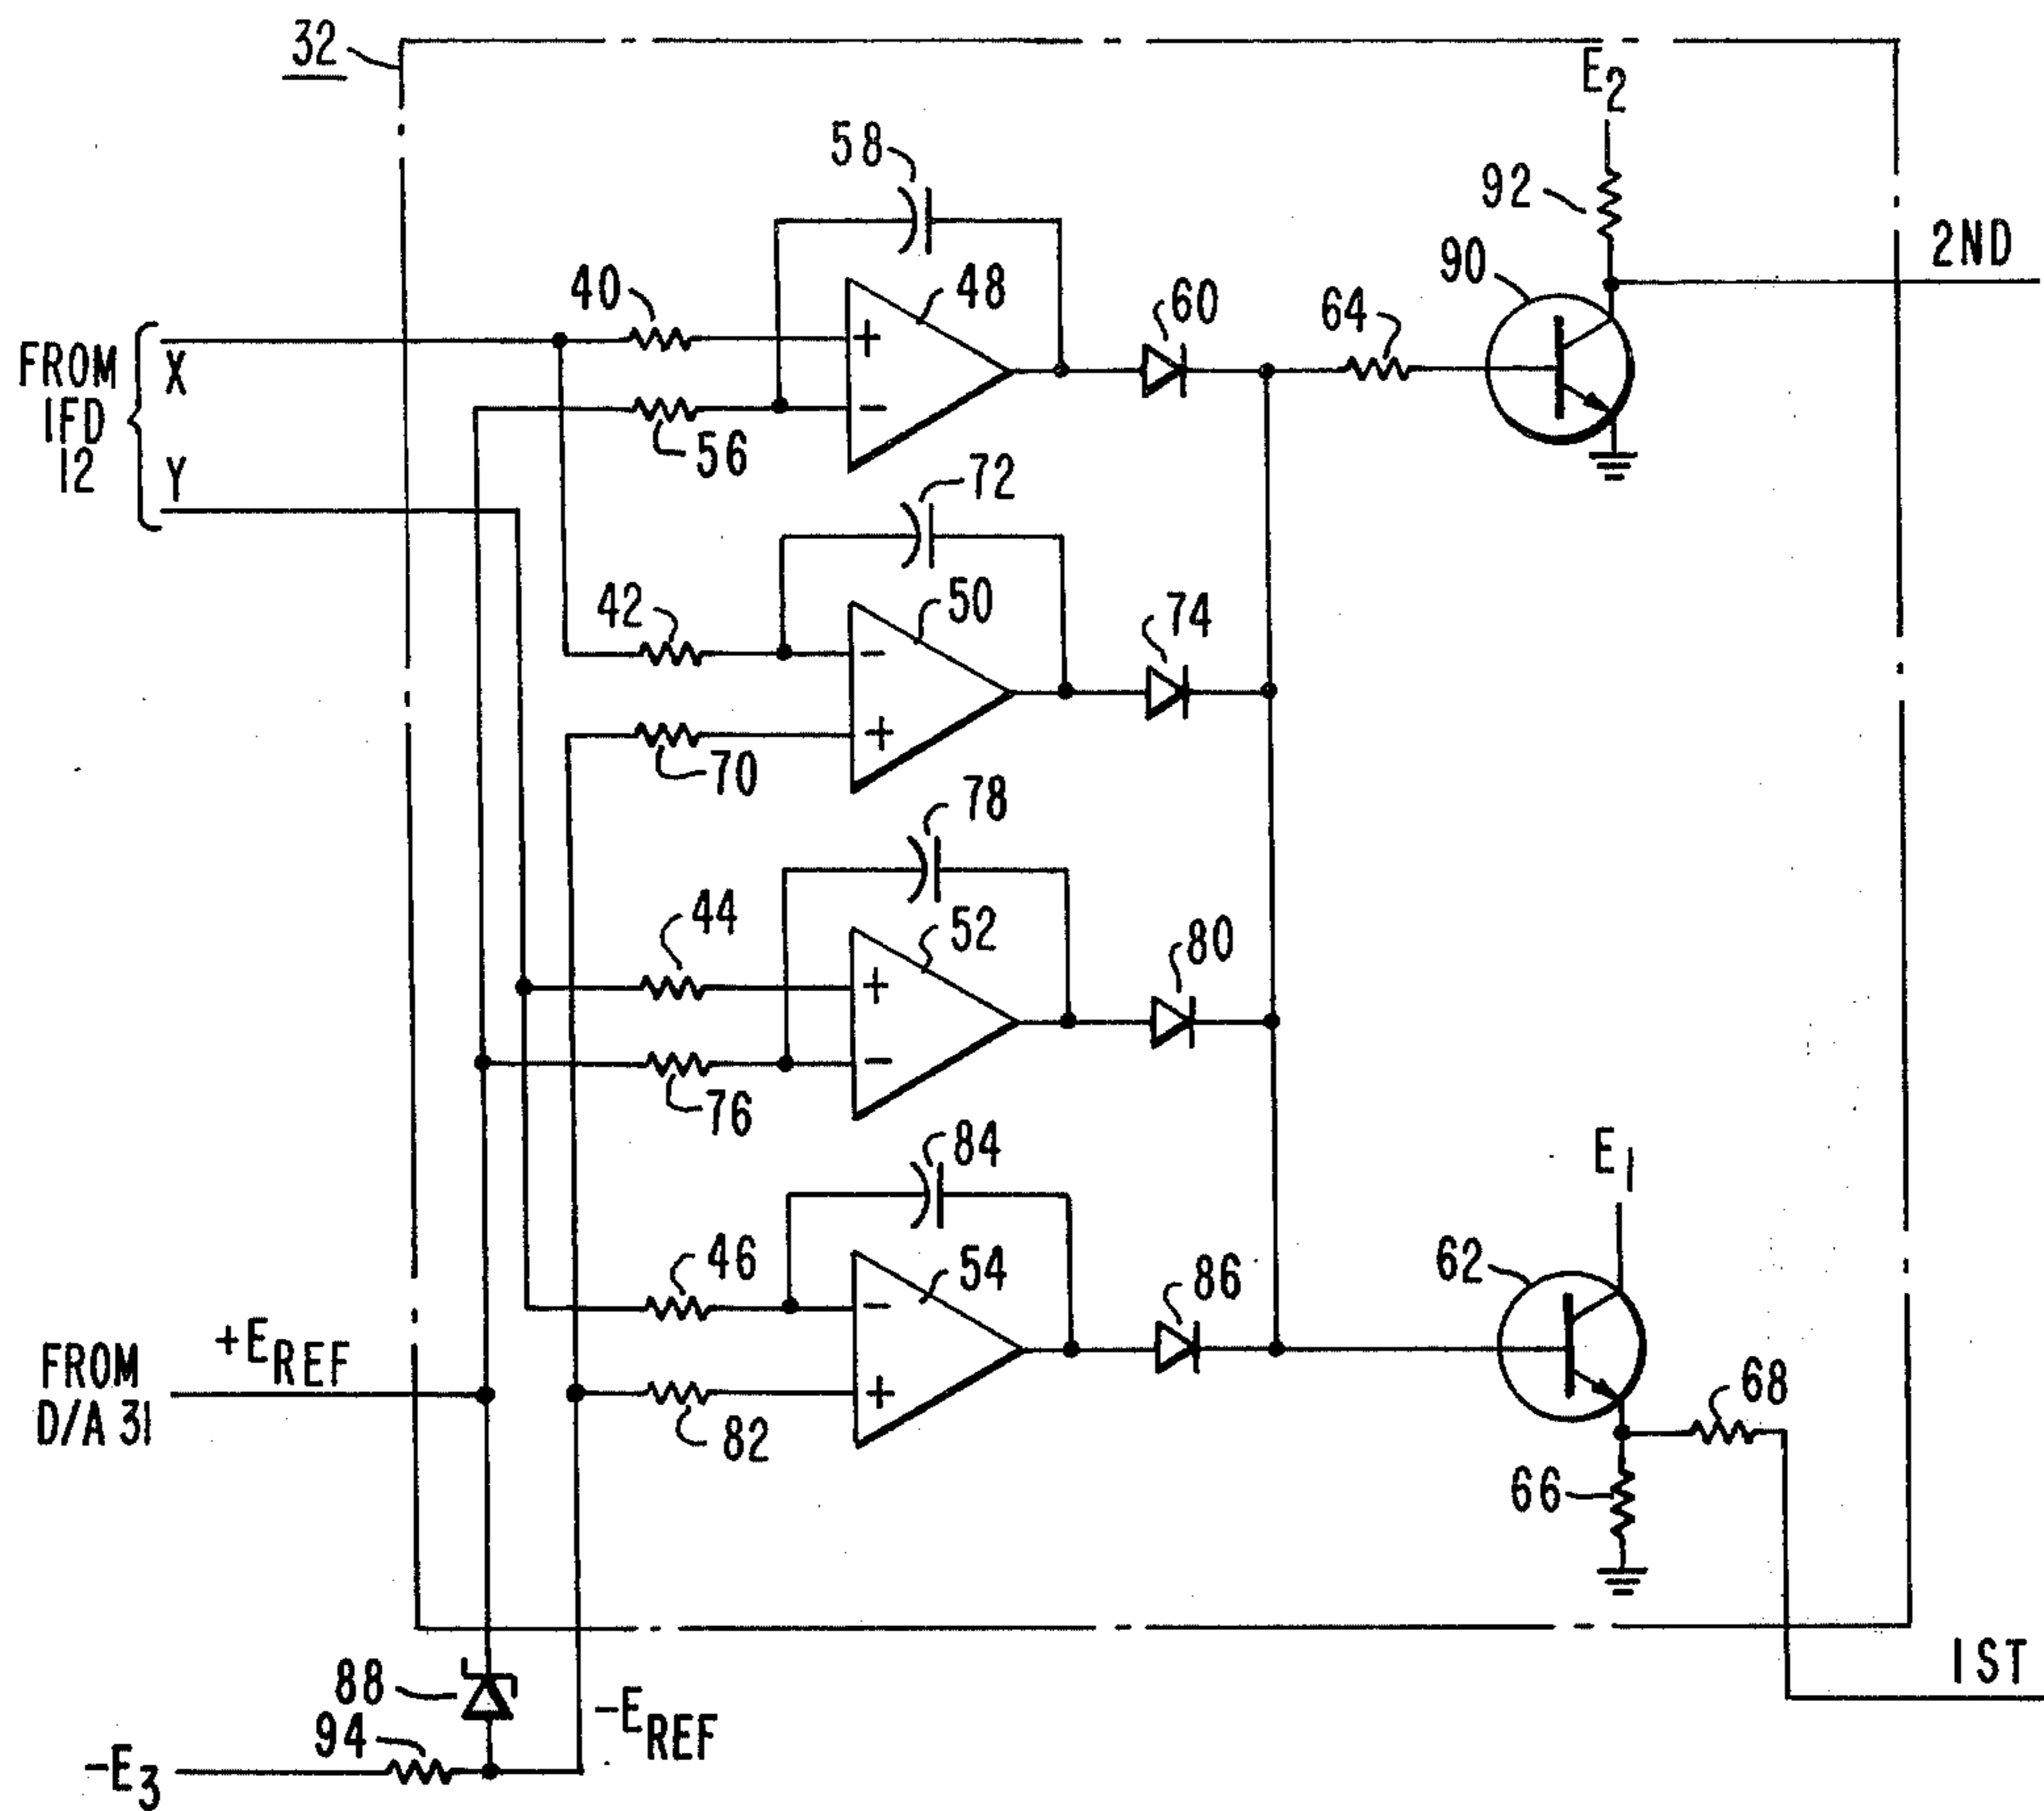 32
E2
58
92
2ND
90
40
48
60
64
FROM
IFD
12
X
Y
+
−
56
72
42
50
74
−
+
70
78
44
52
80
+
−
76
84
E1
46
54
86
62
−
+
FROM
D/A 31
+EREF
82
68
66
88
94
−EREF
−E3
1ST